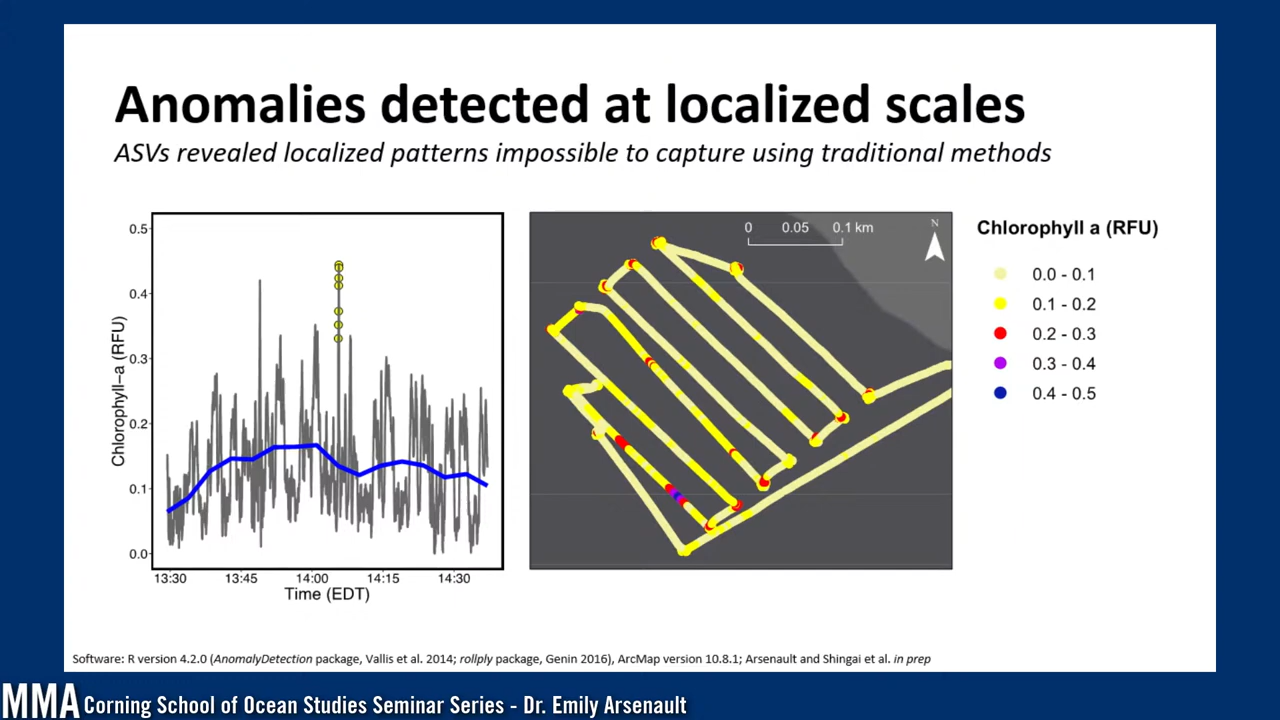 Anomalies detected at localized scales
ASVs revealed localized patterns impossible to capture using traditional methods
0.5
0.4
0.3
0.2
0.1
0.0
Chlorophyll–a (RFU)
13:30 13:45 14:00 14:15 14:30
Time (EDT)
0 0.05 0.1 km
N
Chlorophyll a (RFU)
0.0 - 0.1
0.1 - 0.2
0.2 - 0.3
0.3 - 0.4
0.4 - 0.5
Software: R version 4.2.0 (AnomalyDetection package, Vallis et al. 2014; rollply package, Genin 2016), ArcMap version 10.8.1; Arsenault and Shingai et al. in prep
MMA Corning School of Ocean Studies Seminar Series - Dr. Emily Arsenault